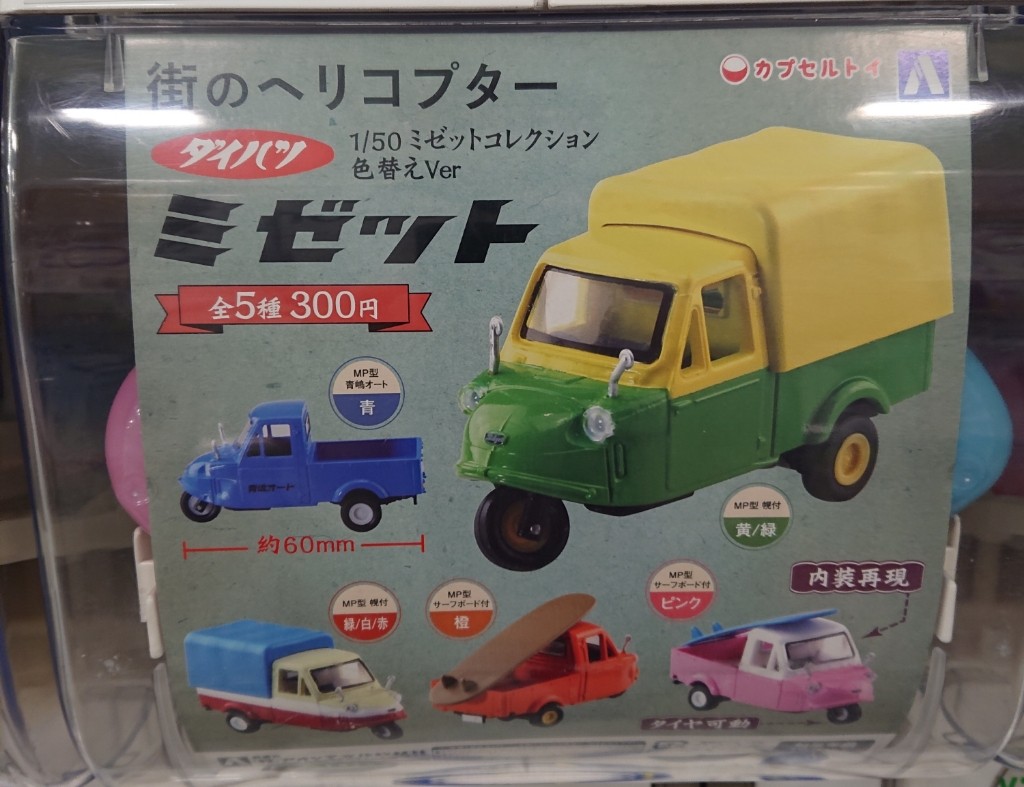 街のヘリコプター
カプセルトイ
ダイハツ
1/50 ミゼットコレクション
色替えVer
ミゼット
全5種 300円
MP型
青嶋オート
青
青嶋オート
約60mm
MP型 幌付
黄/緑
MP型 幌付
緑/白/赤
MP型
サーフボード付
橙
MP型
サーフボード付
ピンク
内装再現
タイヤ可動